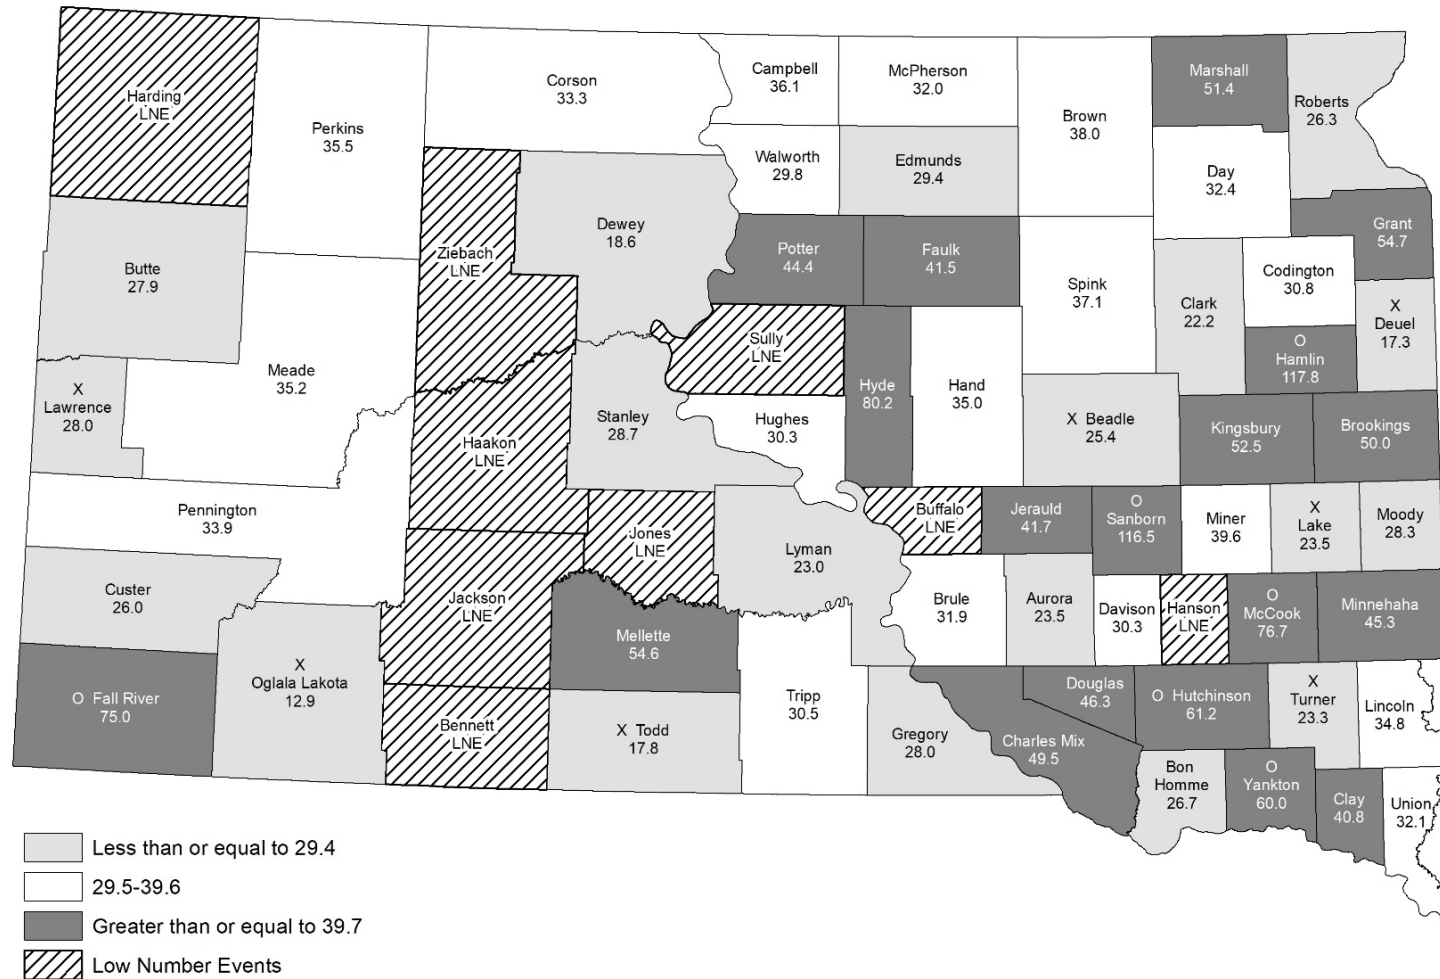 Harding
LNE
Perkins
35.5
Corson
33.3
Campbell
36.1
McPherson
32.0
Brown
38.0
Marshall
51.4
Roberts
26.3
Walworth
29.8
Edmunds
29.4
Day
32.4
Butte
27.9
Ziebach
LNE
Dewey
18.6
Potter
44.4
Faulk
41.5
Spink
37.1
Grant
54.7
Clark
22.2
Codington
30.8
X
Deuel
17.3
O
Hamlin
117.8
X
Lawrence
28.0
Meade
35.2
Sully
LNE
Hyde
80.2
Hand
35.0
X Beadle
25.4
Kingsbury
52.5
Brookings
50.0
Haakon
LNE
Stanley
28.7
Hughes
30.3
Pennington
33.9
Jones
LNE
Lyman
23.0
Buffalo
LNE
Jerauld
41.7
O
Sanborn
116.5
Miner
39.6
X
Lake
23.5
Moody
28.3
Custer
26.0
Jackson
LNE
Mellette
54.6
Brule
31.9
Aurora
23.5
Davison
30.3
Hanson
LNE
O
McCook
76.7
Minnehaha
45.3
O Fall River
75.0
X
Oglala Lakota
12.9
Bennett
LNE
X Todd
17.8
Tripp
30.5
Gregory
28.0
Charles Mix
49.5
Douglas
46.3
O Hutchinson
61.2
X
Turner
23.3
Lincoln
34.8
Bon
Homme
26.7
O
Yankton
60.0
Clay
40.8
Union
32.1
Less than or equal to 29.4
29.5-39.6
Greater than or equal to 39.7
Low Number Events